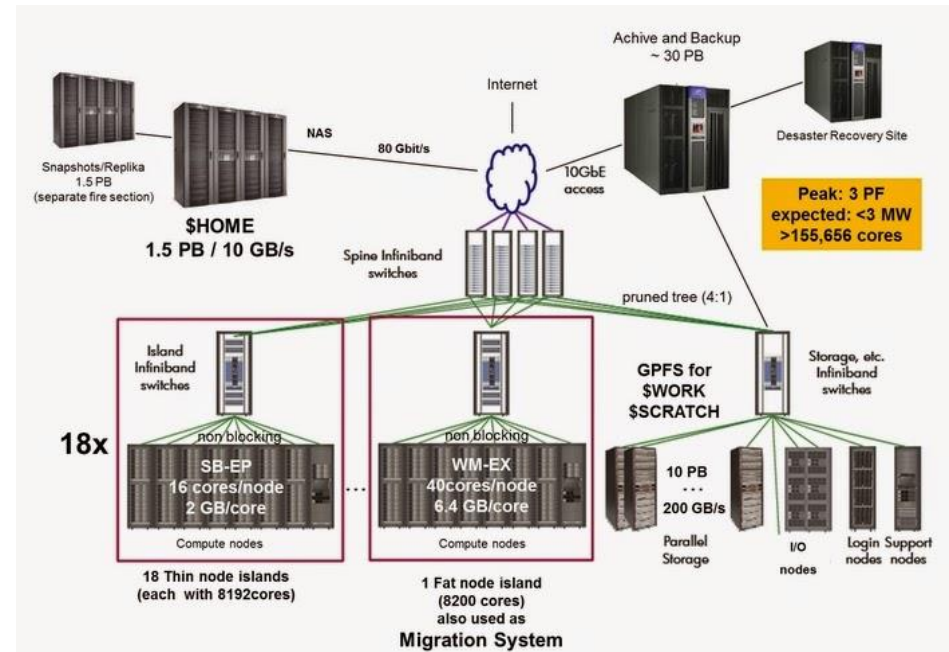 Achive and Backup
~ 30 PB
Internet
Desaster Recovery Site
NAS
80 Gbit/s
10GbE
access
Snapshots/Replika
1.5 PB
(separate fire section)
$HOME
1.5 PB / 10 GB/s
Peak: 3 PF
expected: <3 MW
>155,656 cores
Spine Infiniband
switches
pruned tree (4:1)
Island
Infiniband
switches
GPFS for
$WORK
$SCRATCH
Storage, etc.
Infiniband
switches
18x
non blocking
SB-EP
16 cores/node
2 GB/core
Compute nodes
...
non blocking
WM-EX
40cores/node
6.4 GB/core
Compute nodes
10 PB
...
200 GB/s
Parallel
Storage
I/O
nodes
Login
nodes
Support
nodes
18 Thin node islands
(each with 8192cores)
1 Fat node island
(8200 cores)
also used as
Migration System